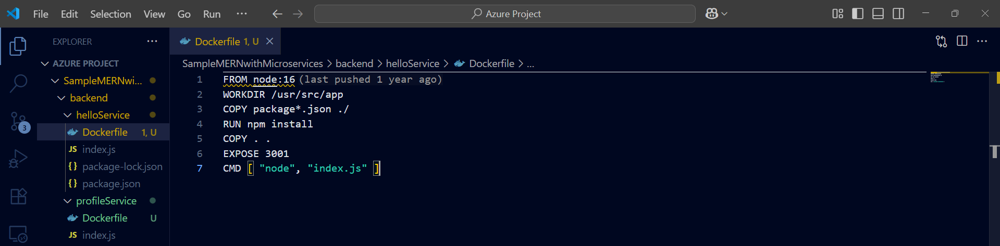 File Edit Selection View Go Run ··· Azure Project
EXPLORER ···
AZURE PROJECT
SampleMERNwi...
backend
helloService
Dockerfile 1, U
JS index.js
{} package-lock.json
{} package.json
profileService
Dockerfile U
JS index.js
3
Dockerfile 1, U
SampleMERNwithMicroservices > backend > helloService > Dockerfile > ...
1 FROM node:16 (last pushed 1 year ago)
2 WORKDIR /usr/src/app
3 COPY package*.json ./
4 RUN npm install
5 COPY . .
6 EXPOSE 3001
7 CMD [ "node", "index.js" ]